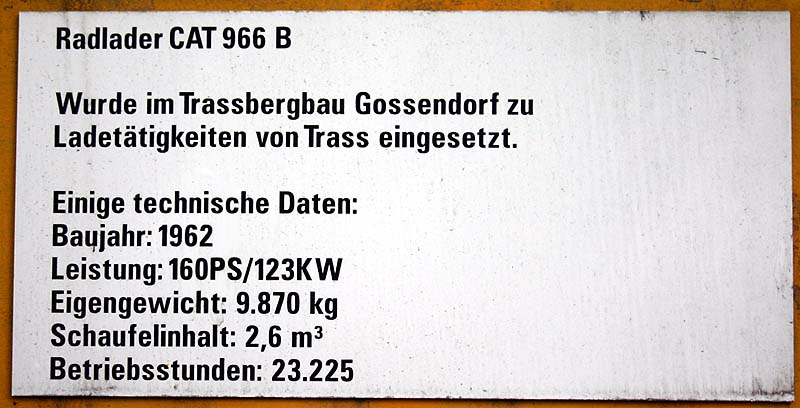 Radlader CAT 966 B
Wurde im Trassbergbau Gossendorf zu
Ladetätigkeiten von Trass eingesetzt.
Einige technische Daten:
Baujahr: 1962
Leistung: 160PS/123KW
Eigengewicht: 9.870 kg
Schaufelinhalt: 2,6 m³
Betriebsstunden: 23.225